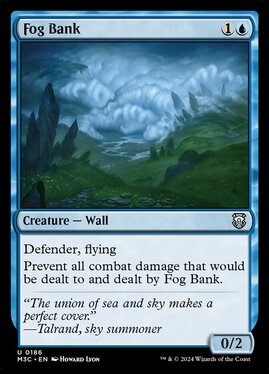 Fog Bank 1
Creature — Wall
Defender, flying
Prevent all combat damage that would
be dealt to and dealt by Fog Bank.
“The union of sea and sky makes a
perfect cover.”
—Talrand, sky summoner
0/2
U 0186
M3C • EN Howard Lyon
™ & © 2024 Wizards of the Coast